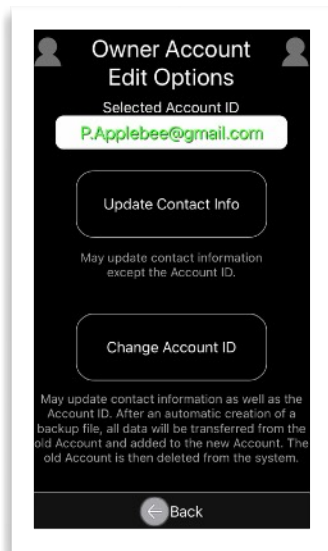 Owner Account
Edit Options
Selected Account ID
P.Applebee@gmail.com
Update Contact Info
May update contact information
except the Account ID.
Change Account ID
May update contact information as well as the
Account ID. After an automatic creation of a
backup file, all data will be transferred from the
old Account and added to the new Account. The
old Account is then deleted from the system.
Back